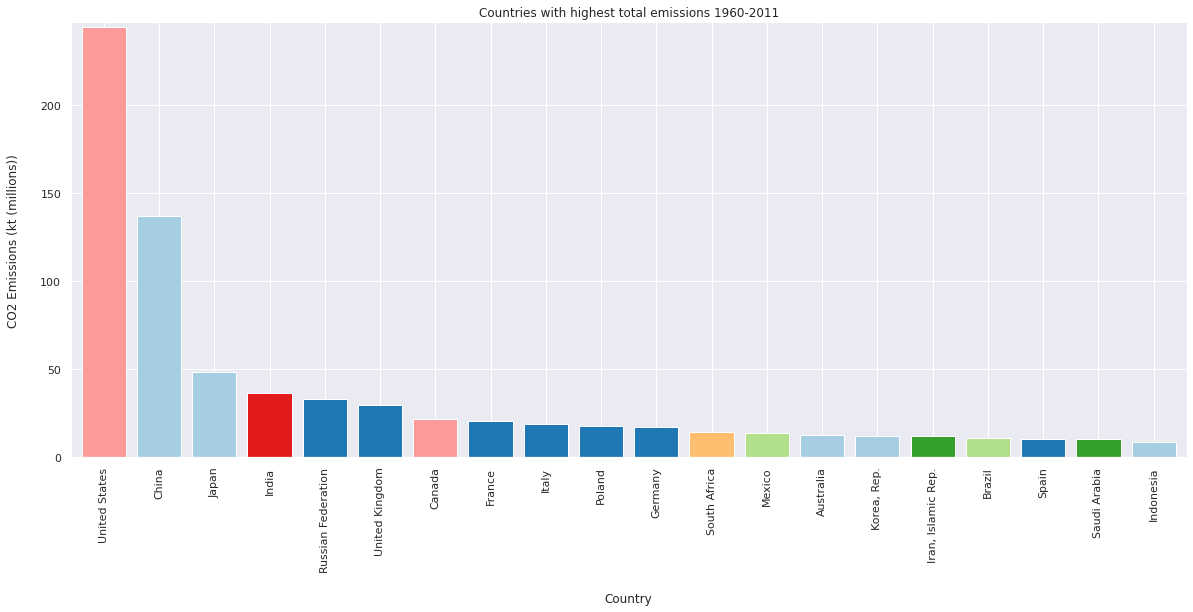 Countries with highest total emissions 1960-2011
CO2 Emissions (kt (millions))
200
150
100
50
0
United States
China
Japan
India
Russian Federation
United Kingdom
Canada
France
Italy
Poland
Germany
South Africa
Mexico
Australia
Korea, Rep.
Iran, Islamic Rep.
Brazil
Spain
Saudi Arabia
Indonesia
Country